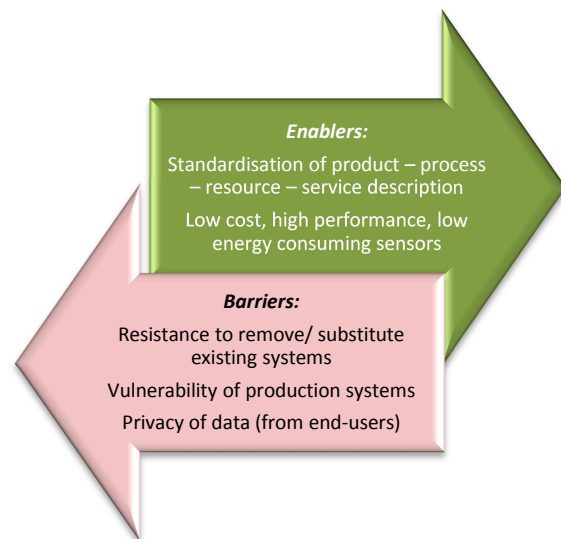 Enablers:
Standardisation of product – process
– resource – service description
Low cost, high performance, low
energy consuming sensors
Barriers:
Resistance to remove/ substitute
existing systems
Vulnerability of production systems
Privacy of data (from end-users)